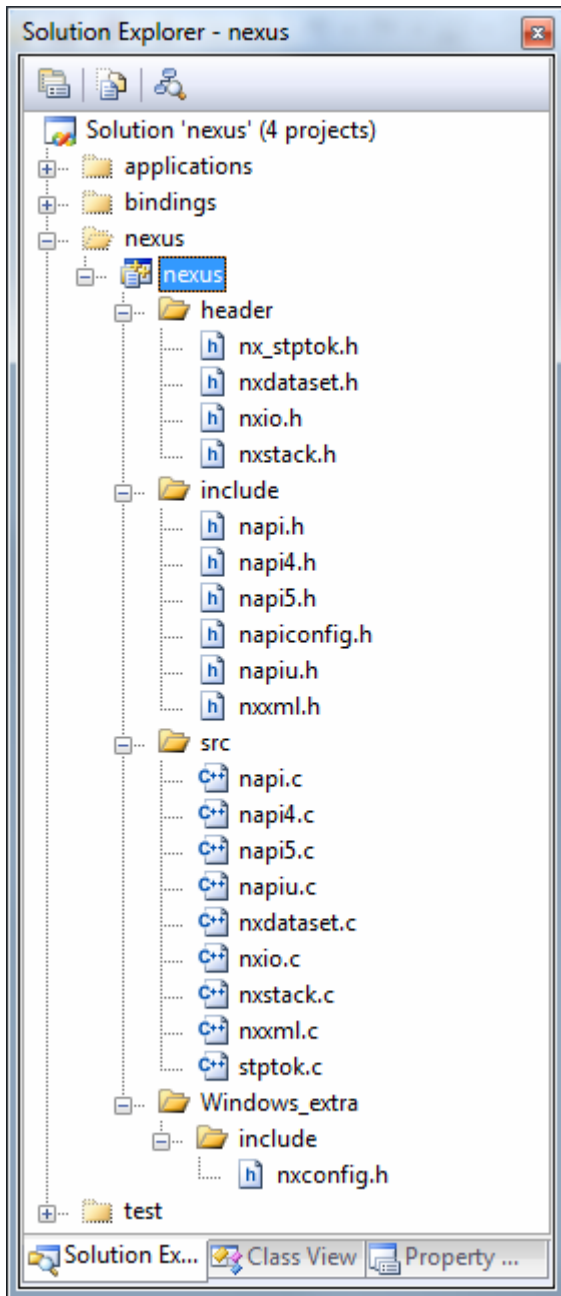 Solution Explorer - nexus
Solution 'nexus' (4 projects)
applications
bindings
nexus
nexus
header
nx_stptok.h
nxdataset.h
nxio.h
nxstack.h
include
napi.h
napi4.h
napi5.h
napiconfig.h
napiu.h
nxxml.h
src
napi.c
napi4.c
napi5.c
napiu.c
nxdataset.c
nxio.c
nxstack.c
nxxml.c
stptok.c
Windows_extra
include
nxconfig.h
test
Solution Ex... Class View Property ...